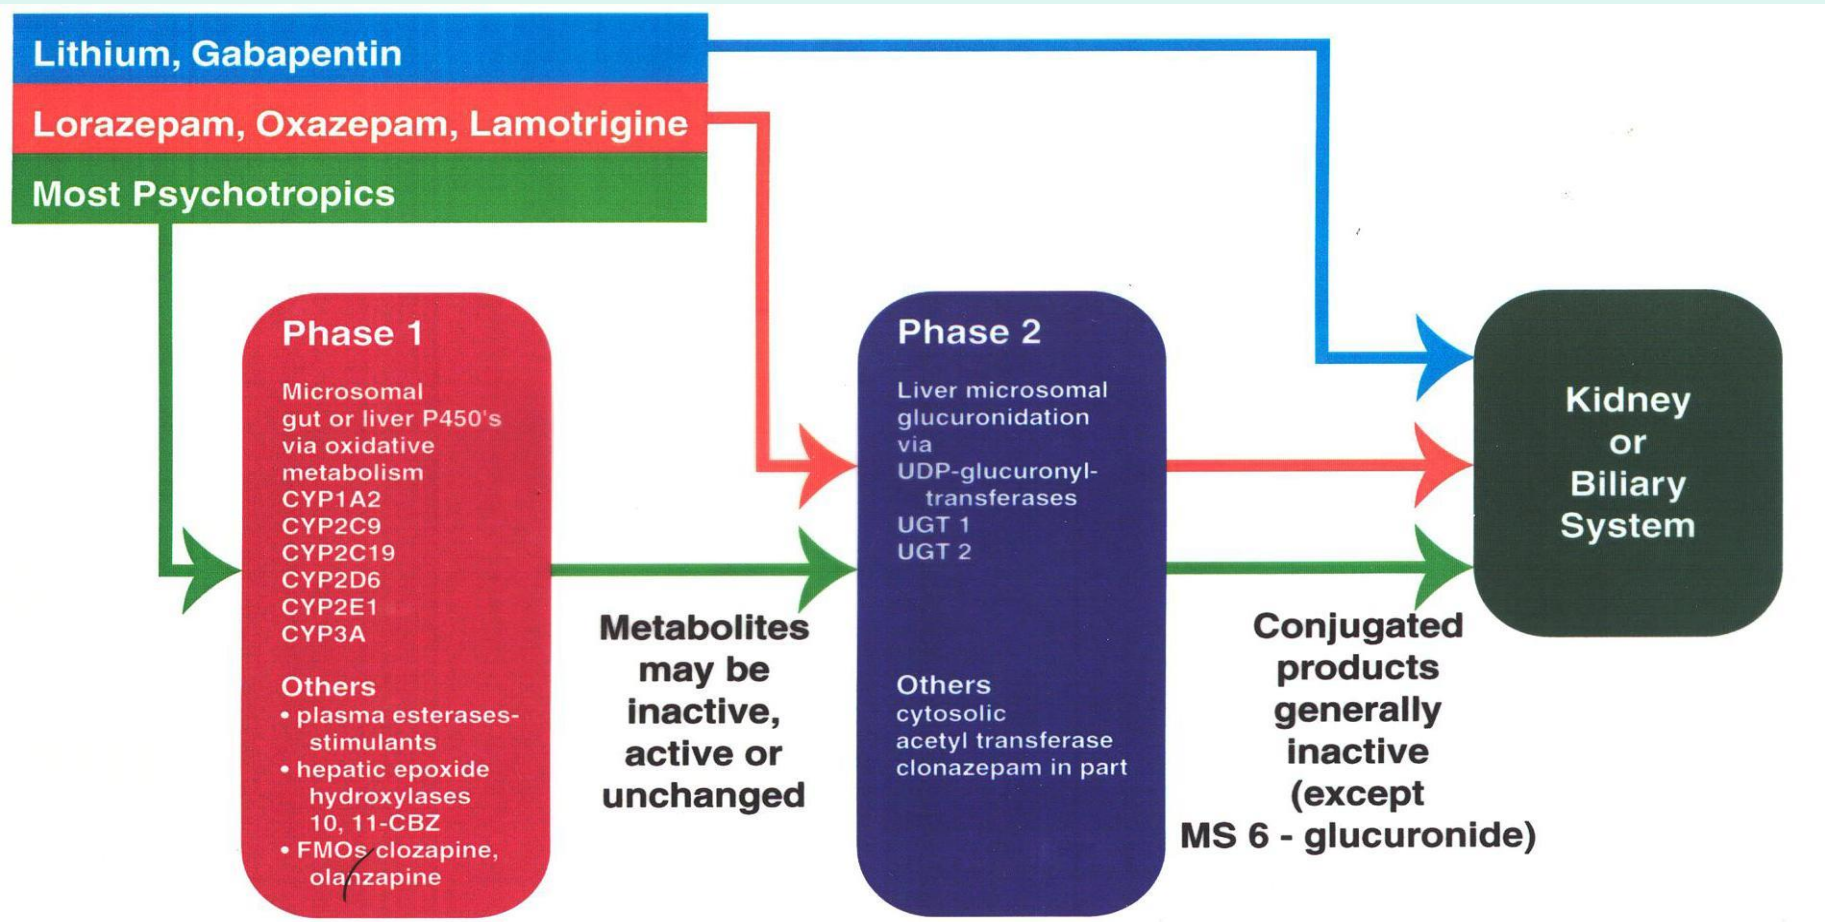 Lithium, Gabapentin
Lorazepam, Oxazepam, Lamotrigine
Most Psychotropics
Phase 1
Microsomal
gut or liver P450's
via oxidative
metabolism
CYP1A2
CYP2C9
CYP2C19
CYP2D6
CYP2E1
CYP3A
Others
• plasma esterases-
stimulants
• hepatic epoxide
hydroxylases
10, 11-CBZ
• FMOs clozapine,
olanzapine
Metabolites
may be
inactive,
active or
unchanged
Phase 2
Liver microsomal
glucuronidation
via
UDP-glucuronyl-
transferases
UGT 1
UGT 2
Others
cytosolic
acetyl transferase
clonazepam in part
Conjugated
products
generally
inactive
(except
MS 6 - glucuronide)
Kidney
or
Biliary
System